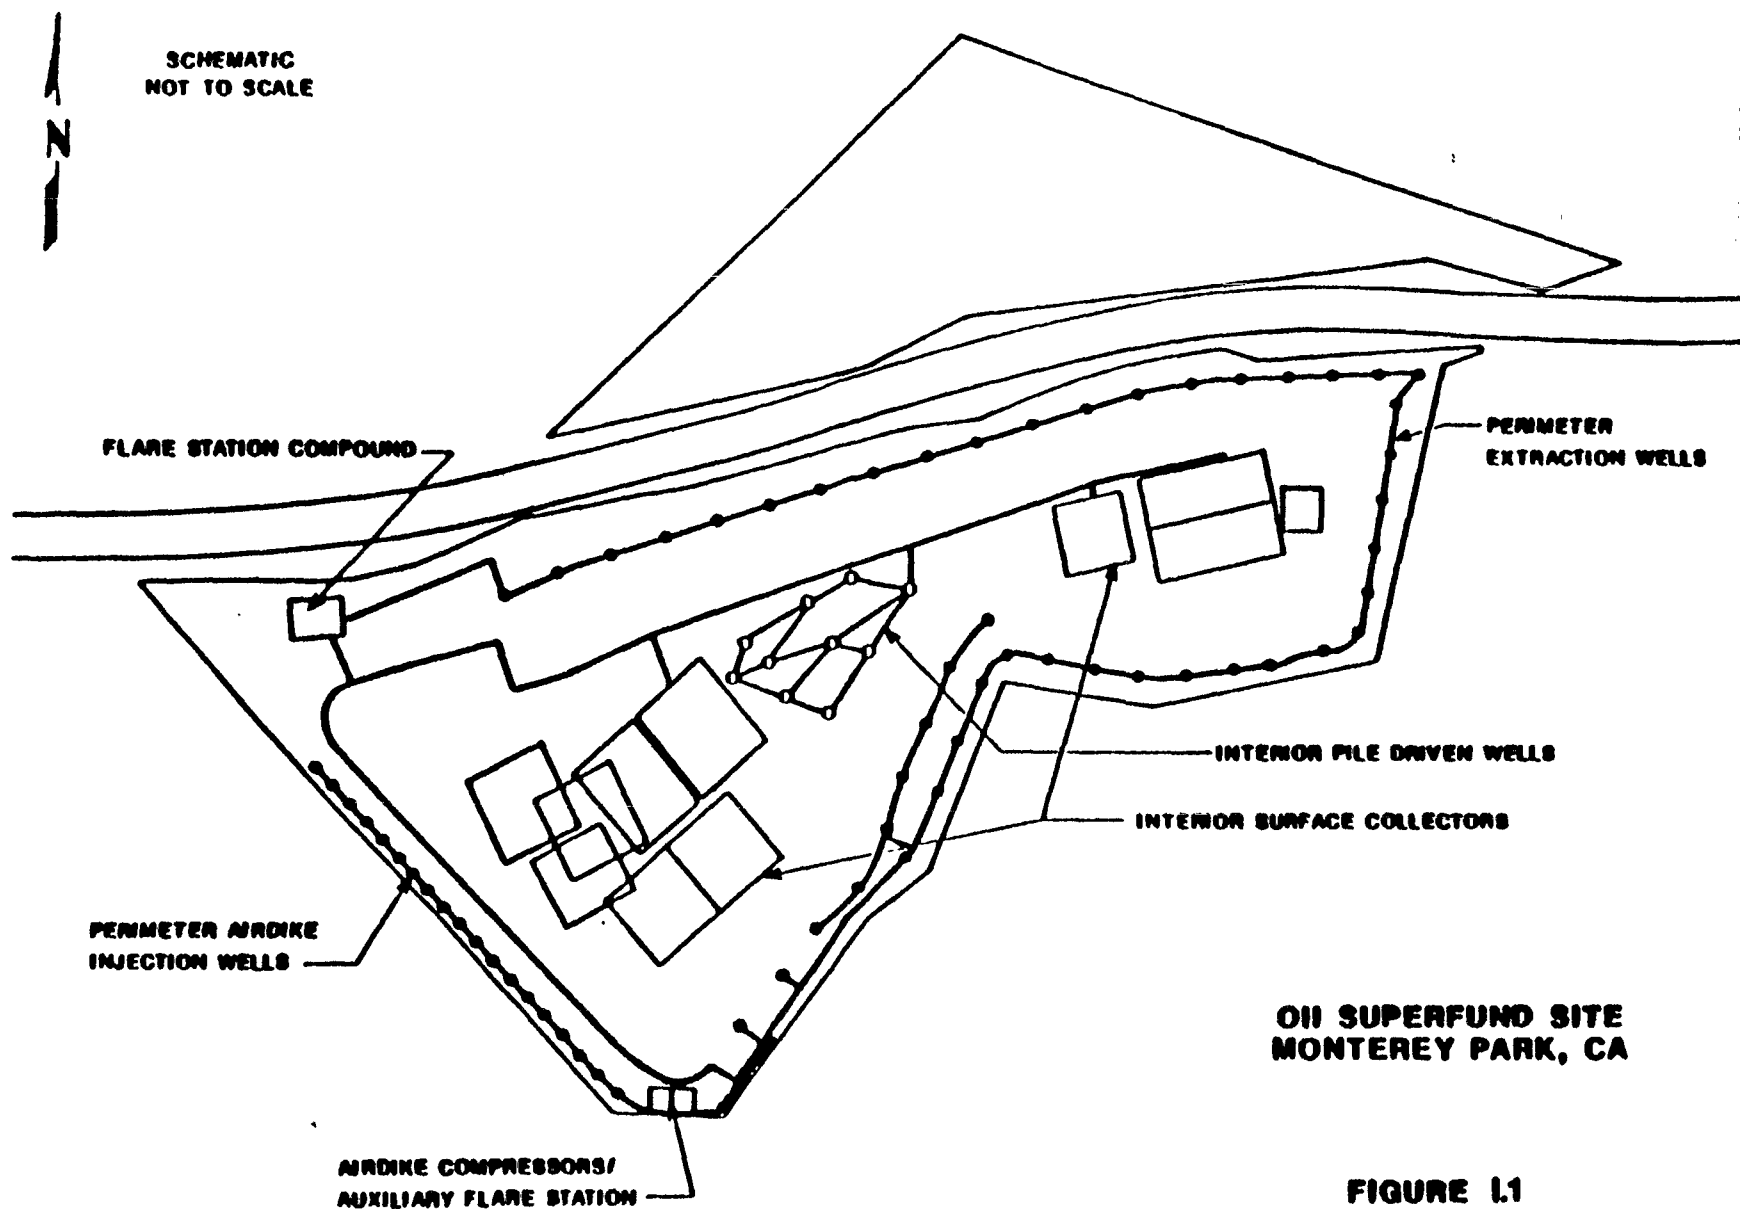 SCHEMATIC
NOT TO SCALE
N
FLARE STATION COMPOUND
PERIMETER
EXTRACTION WELLS
INTERIOR PILE DRIVEN WELLS
INTERIOR SURFACE COLLECTORS
PERIMETER AIRDIKE
INJECTION WELLS
OII SUPERFUND SITE
MONTEREY PARK, CA
AIRDIKE COMPRESSORS/
AUXILIARY FLARE STATION
FIGURE I.1